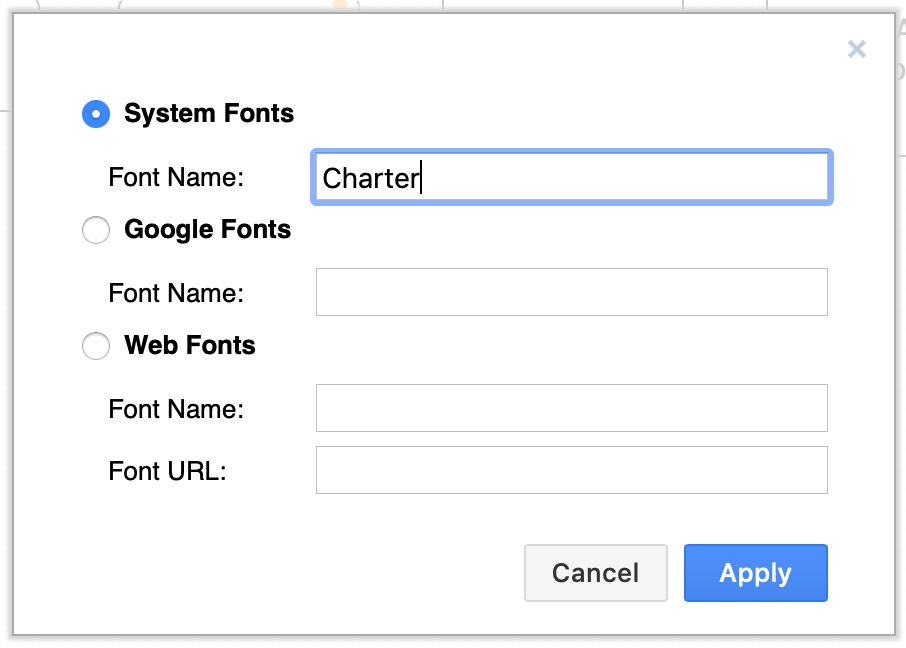 System Fonts
Font Name: Charter
Google Fonts
Font Name:
Web Fonts
Font Name:
Font URL:
Cancel Apply